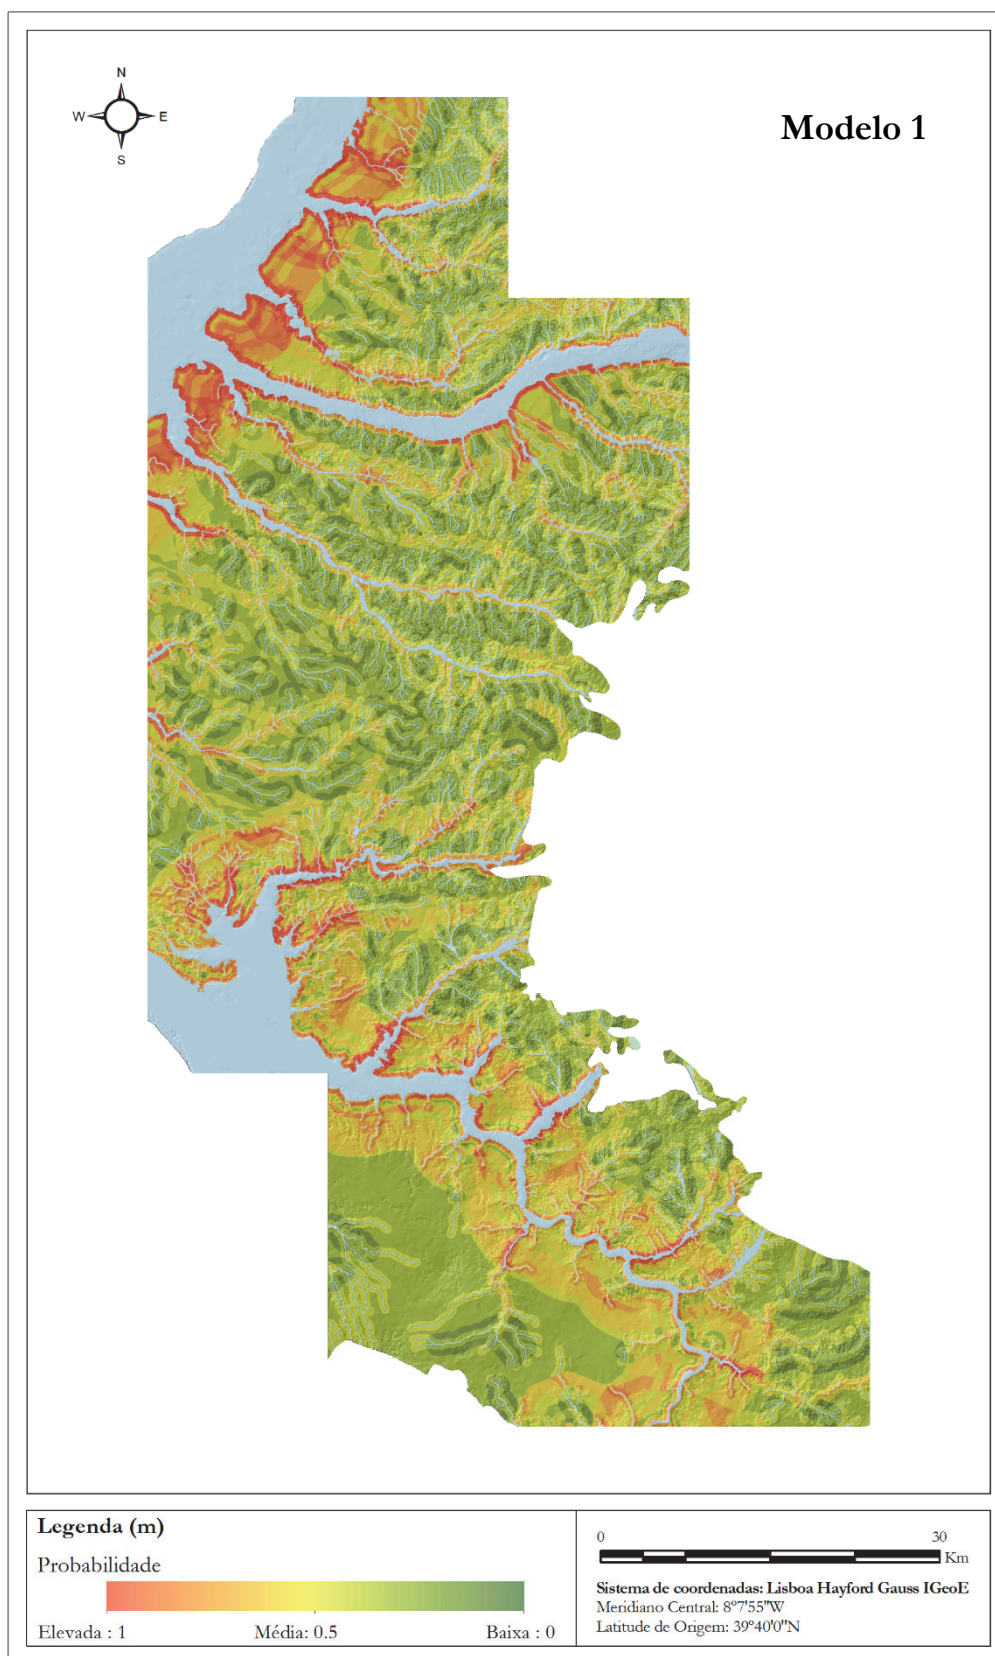 N
W E
S
Modelo 1
Legenda (m)
Probabilidade
Elevada : 1 Média: 0.5 Baixa : 0
0 30
Km
Sistema de coordenadas: Lisboa Hayford Gauss IGeoE
Meridiano Central: 8°7'55"W
Latitude de Origem: 39°40'0"N